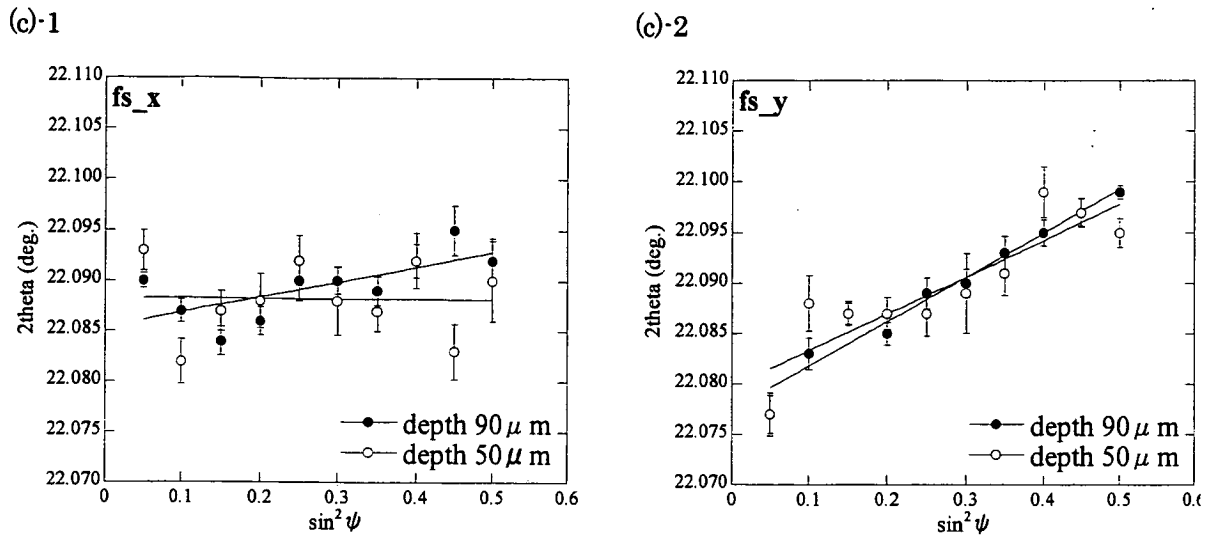 (c)-1
fs_x
22.110
22.105
22.100
22.095
22.090
22.085
22.080
22.075
22.070
2theta (deg.)
0 0.1 0.2 0.3 0.4 0.5 0.6
sin² ψ
depth 90 μ m
depth 50 μ m
(c)-2
fs_y
22.110
22.105
22.100
22.095
22.090
22.085
22.080
22.075
22.070
2theta (deg.)
0 0.1 0.2 0.3 0.4 0.5 0.6
sin² ψ
depth 90 μ m
depth 50 μ m